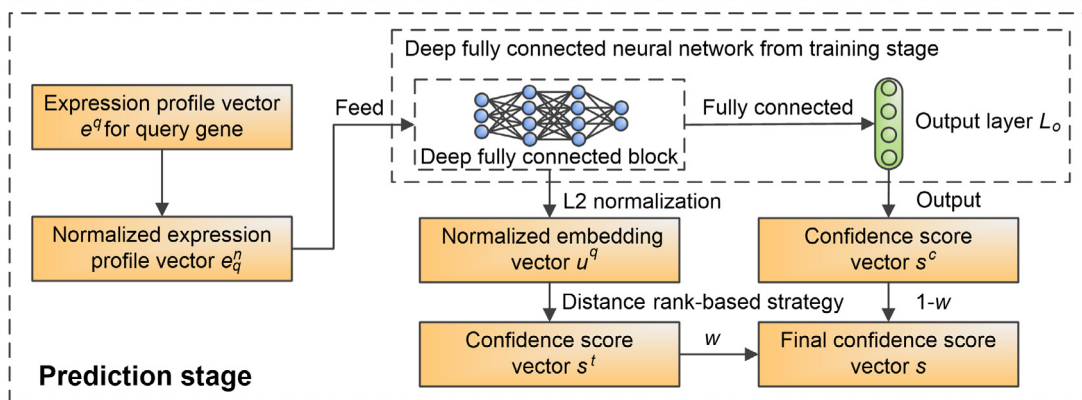 Deep fully connected neural network from training stage
Expression profile vector
e^q for query gene
Feed
Fully connected
Output layer L_o
Deep fully connected block
L2 normalization
Output
Normalized expression
profile vector e_q^n
Normalized embedding
vector u^q
Confidence score
vector s^c
Distance rank-based strategy
1-w
Confidence score
vector s^t
w
Final confidence score
vector s
Prediction stage